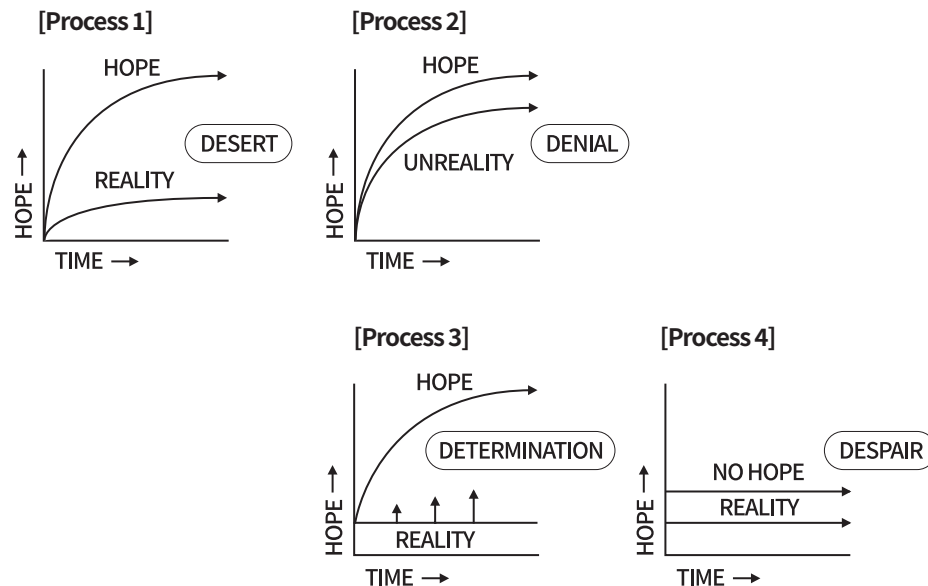 [Process 1]
HOPE
DESERT
REALITY
HOPE →
TIME →
[Process 2]
HOPE
DENIAL
UNREALITY
HOPE →
TIME →
[Process 3]
HOPE
DETERMINATION
REALITY
HOPE →
TIME →
[Process 4]
DESPAIR
NO HOPE
REALITY
HOPE →
TIME →